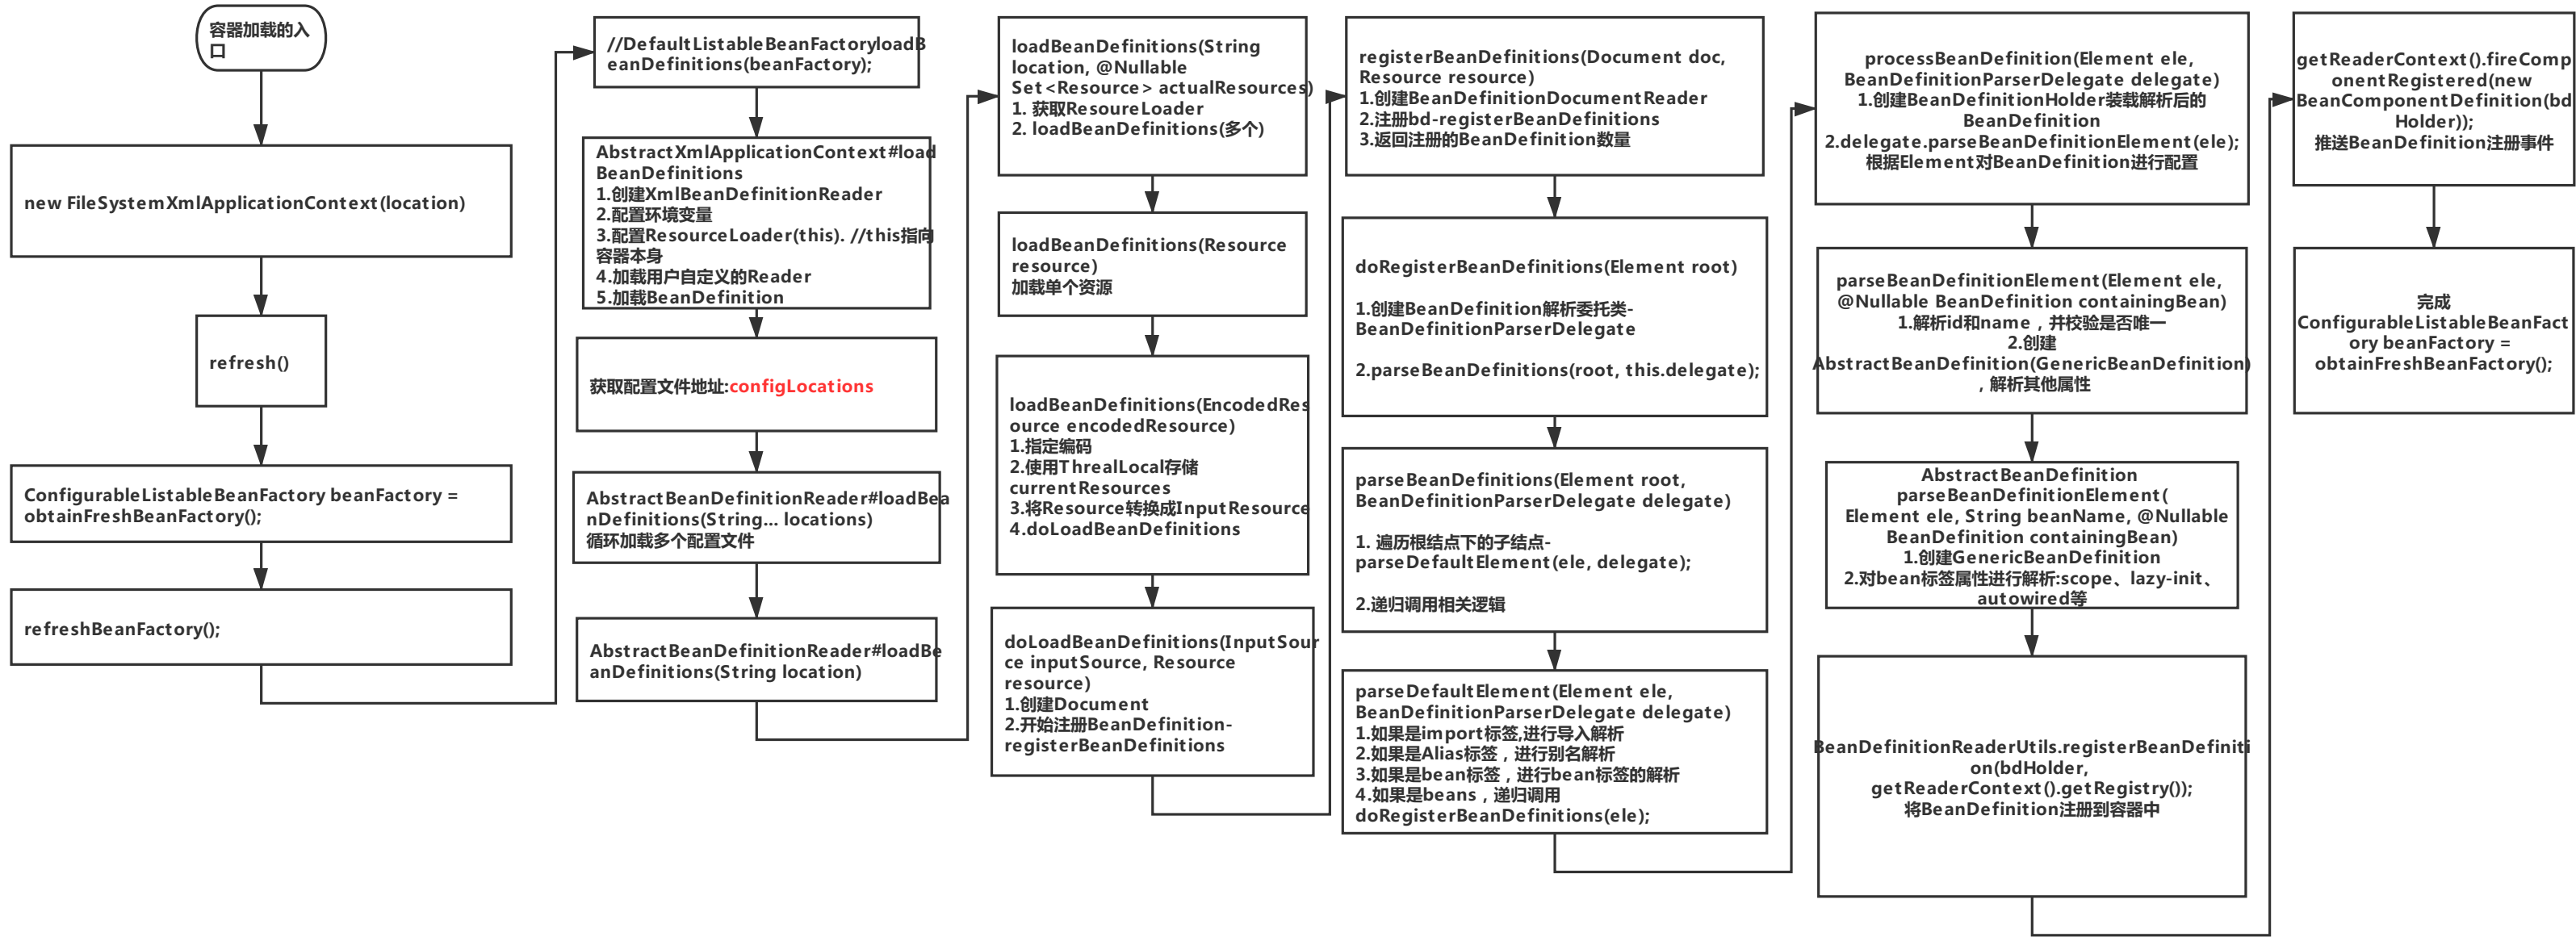 容器加载的入
口
new FileSystemXmlApplicationContext(location)
refresh()
ConfigurableListableBeanFactory beanFactory =
obtainFreshBeanFactory();
refreshBeanFactory();
//DefaultListableBeanFactoryloadB
eanDefinitions(beanFactory);
AbstractXmlApplicationContext#load
BeanDefinitions
1.创建XmlBeanDefinitionReader
2.配置环境变量
3.配置ResourceLoader(this). //this指向
容器本身
4.加载用户自定义的Reader
5.加载BeanDefinition
获取配置文件地址:configLocations
AbstractBeanDefinitionReader#loadBea
nDefinitions(String... locations)
循环加载多个配置文件
AbstractBeanDefinitionReader#loadBe
anDefinitions(String location)
loadBeanDefinitions(String
location, @Nullable
Set<Resource> actualResources)
1. 获取ResoureLoader
2. loadBeanDefinitions(多个)
loadBeanDefinitions(Resource
resource)
加载单个资源
loadBeanDefinitions(EncodedRes
ource encodedResource)
1.指定编码
2.使用ThrealLocal存储
currentResources
3.将Resource转换成InputResource
4.doLoadBeanDefinitions
doLoadBeanDefinitions(InputSour
ce inputSource, Resource
resource)
1.创建Document
2.开始注册BeanDefinition-
registerBeanDefinitions
registerBeanDefinitions(Document doc,
Resource resource)
1.创建BeanDefinitionDocumentReader
2.注册bd-registerBeanDefinitions
3.返回注册的BeanDefinition数量
doRegisterBeanDefinitions(Element root)
1.创建BeanDefinition解析委托类-
BeanDefinitionParserDelegate
2.parseBeanDefinitions(root, this.delegate);
parseBeanDefinitions(Element root,
BeanDefinitionParserDelegate delegate)
1. 遍历根结点下的子结点-
parseDefaultElement(ele, delegate);
2.递归调用相关逻辑
parseDefaultElement(Element ele,
BeanDefinitionParserDelegate delegate)
1.如果是import标签,进行导入解析
2.如果是Alias标签，进行别名解析
3.如果是bean标签，进行bean标签的解析
4.如果是beans，递归调用
doRegisterBeanDefinitions(ele);
processBeanDefinition(Element ele,
BeanDefinitionParserDelegate delegate)
1.创建BeanDefinitionHolder装载解析后的
BeanDefinition
2.delegate.parseBeanDefinitionElement(ele);
根据Element对BeanDefinition进行配置
parseBeanDefinitionElement(Element ele,
@Nullable BeanDefinition containingBean)
1.解析id和name，并校验是否唯一
2.创建
AbstractBeanDefinition(GenericBeanDefinition)
，解析其他属性
AbstractBeanDefinition
parseBeanDefinitionElement(
Element ele, String beanName, @Nullable
BeanDefinition containingBean)
1.创建GenericBeanDefinition
2.对bean标签属性进行解析:scope、lazy-init、
autowired等
BeanDefinitionReaderUtils.registerBeanDefiniti
on(bdHolder,
getReaderContext().getRegistry());
将BeanDefinition注册到容器中
getReaderContext().fireComp
onentRegistered(new
BeanComponentDefinition(bd
Holder));
推送BeanDefinition注册事件
完成
ConfigurableListableBeanFact
ory beanFactory =
obtainFreshBeanFactory();